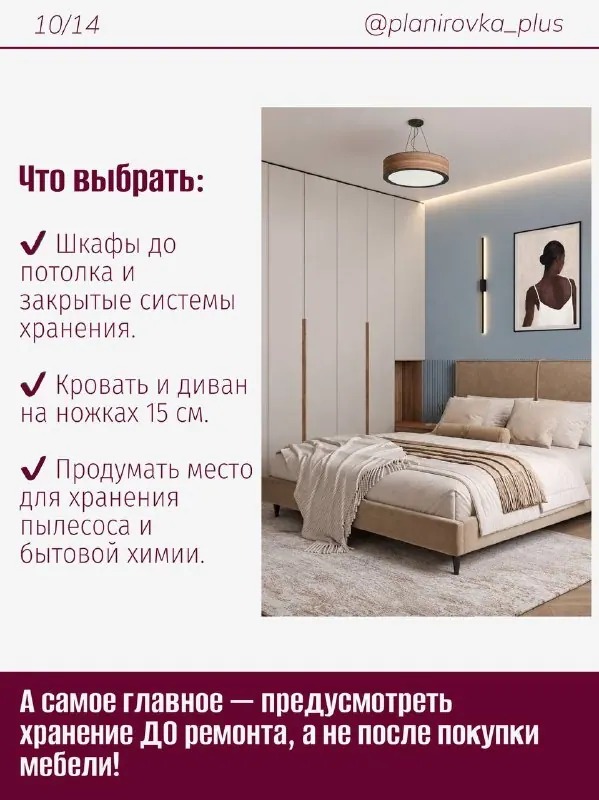 10/14
@planirovka_plus
Что выбрать:
✔ Шкафы до
потолка и
закрытые системы
хранения.
✔ Кровать и диван
на ножках 15 см.
✔ Продумать место
для хранения
пылесоса и
бытовой химии.
А самое главное — предусмотреть
хранение ДО ремонта, а не после покупки
мебели!